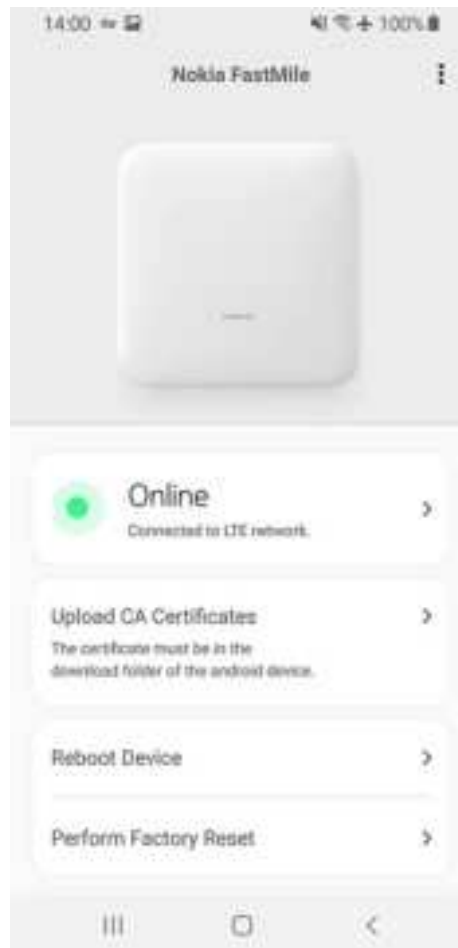 14:00
100%
Nokia FastMile
Online
Connected to LTE network.
Upload CA Certificates
The certificate must be in the
download folder of the android device.
Reboot Device
Perform Factory Reset